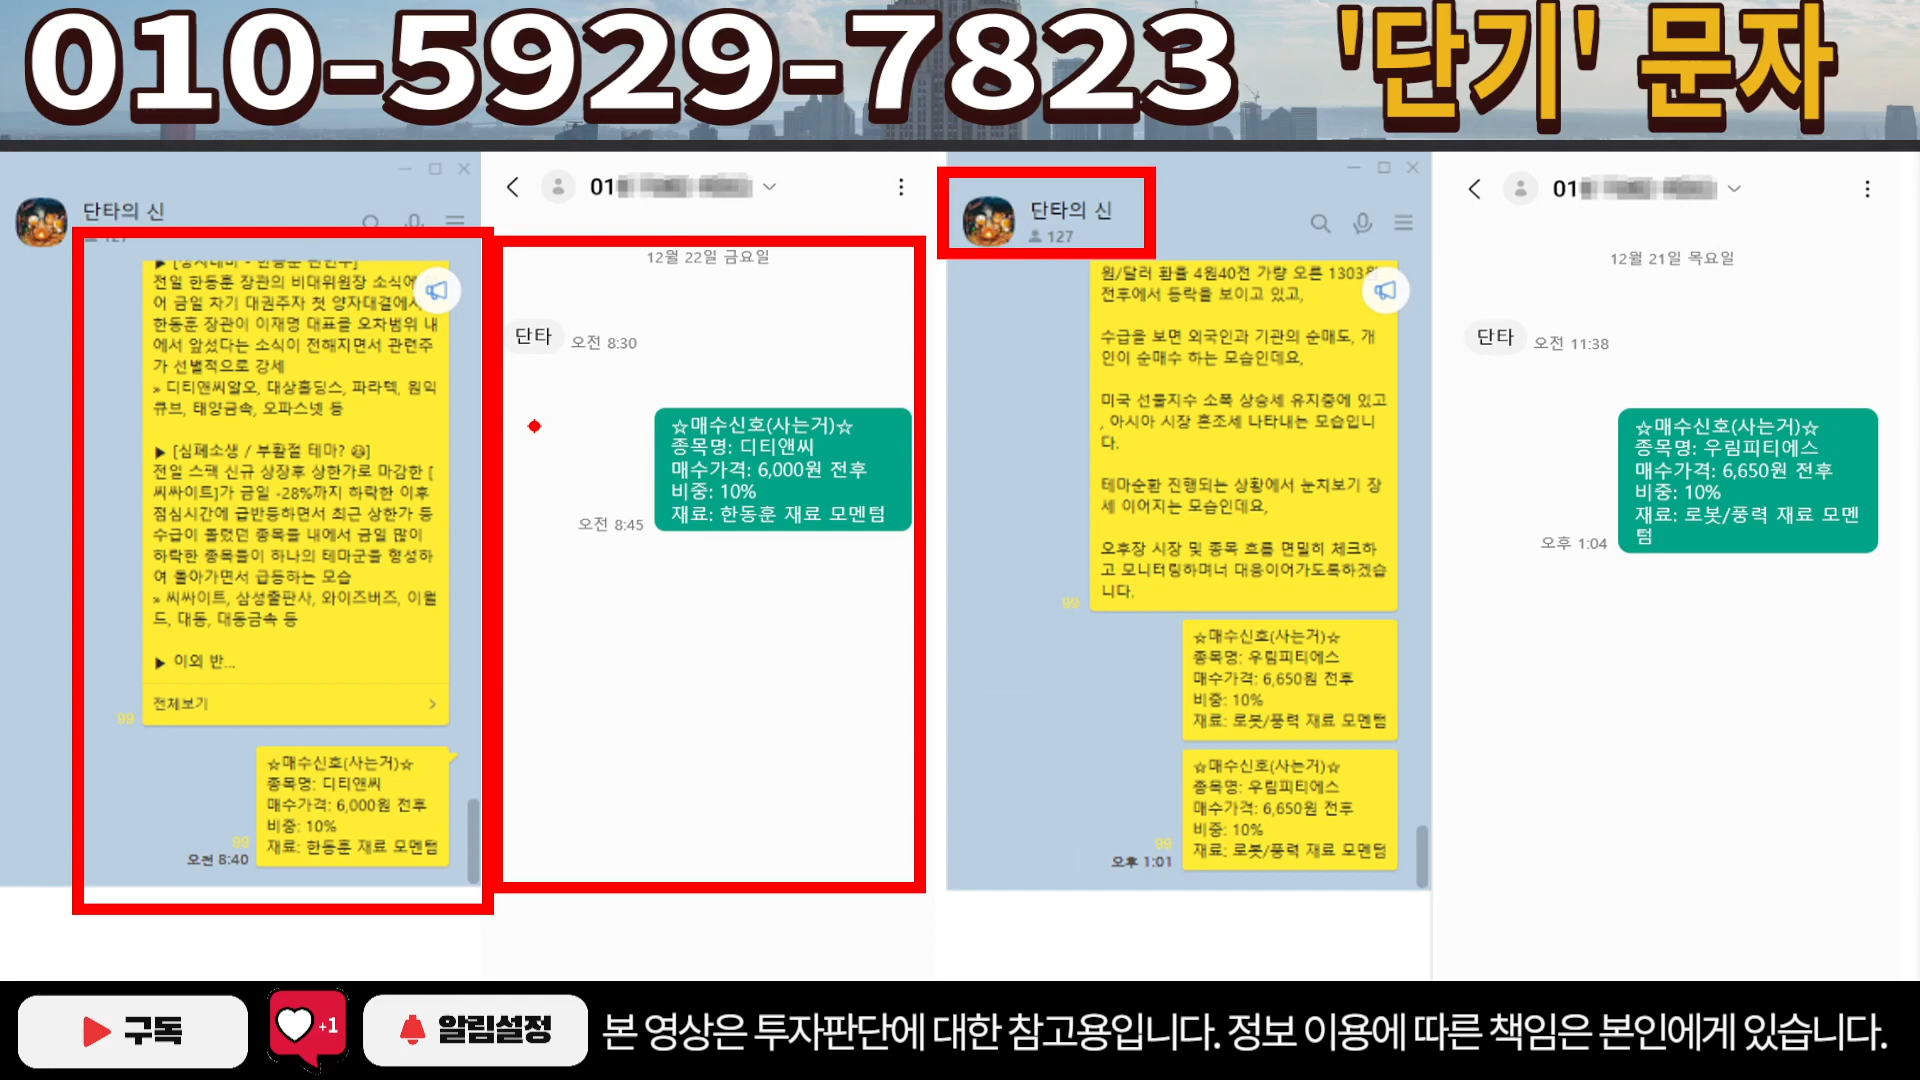 010-5929-7823 '단기' 문자
단타의 신
127
전일 한동훈 장관의 비대위원장 소식에
어 금일 차기 대권주자 첫 양자대결에서
한동훈 장관이 이재명 대표를 오차범위 내
에서 앞섰다는 소식이 전해지면서 관련주
가 선별적으로 강세
» 디티앤씨알오, 대상홀딩스, 파라텍, 원익
큐브, 태양금속, 오파스넷 등
▶ [심폐소생 / 부활절 테마? 😂]
전일 스팩 신규 상장후 상한가로 마감한 [
씨싸이트]가 금일 -28%까지 하락한 이후
점심시간에 급반등하면서 최근 상한가 등
수급이 몰렸던 종목들 내에서 금일 많이
하락한 종목들이 하나의 테마군을 형성하
여 돌아가면서 급등하는 모습
» 씨싸이트, 삼성출판사, 와이즈버즈, 이월
드, 대동, 대동금속 등
▶ 이외 반...
전체보기
99
☆매수신호(사는거)☆
종목명: 디티앤씨
매수가격: 6,000원 전후
비중: 10%
재료: 한동훈 재료 모멘텀
99
오전 8:40
01
12월 22일 금요일
단타
오전 8:30
☆매수신호(사는거)☆
종목명: 디티앤씨
매수가격: 6,000원 전후
비중: 10%
재료: 한동훈 재료 모멘텀
오전 8:45
단타의 신
127
원/달러 환율 4원40전 가량 오른 1303원
전후에서 등락을 보이고 있고,
수급을 보면 외국인과 기관의 순매도, 개
인이 순매수 하는 모습인데요,
미국 선물지수 소폭 상승세 유지중에 있고
, 아시아 시장 혼조세 나타내는 모습입니
다.
테마순환 진행되는 상황에서 눈치보기 장
세 이어지는 모습인데요,
오후장 시장 및 종목 흐름 면밀히 체크하
고 모니터링하며너 대응이어가도록하겠습
니다.
99
☆매수신호(사는거)☆
종목명: 우림피티에스
매수가격: 6,650원 전후
비중: 10%
재료: 로봇/풍력 재료 모멘텀
☆매수신호(사는거)☆
종목명: 우림피티에스
매수가격: 6,650원 전후
비중: 10%
재료: 로봇/풍력 재료 모멘텀
99
오후 1:01
01
12월 21일 목요일
단타
오전 11:38
☆매수신호(사는거)☆
종목명: 우림피티에스
매수가격: 6,650원 전후
비중: 10%
재료: 로봇/풍력 재료 모멘
텀
오후 1:04
구독
+1
알림설정
본 영상은 투자판단에 대한 참고용입니다. 정보 이용에 따른 책임은 본인에게 있습니다.